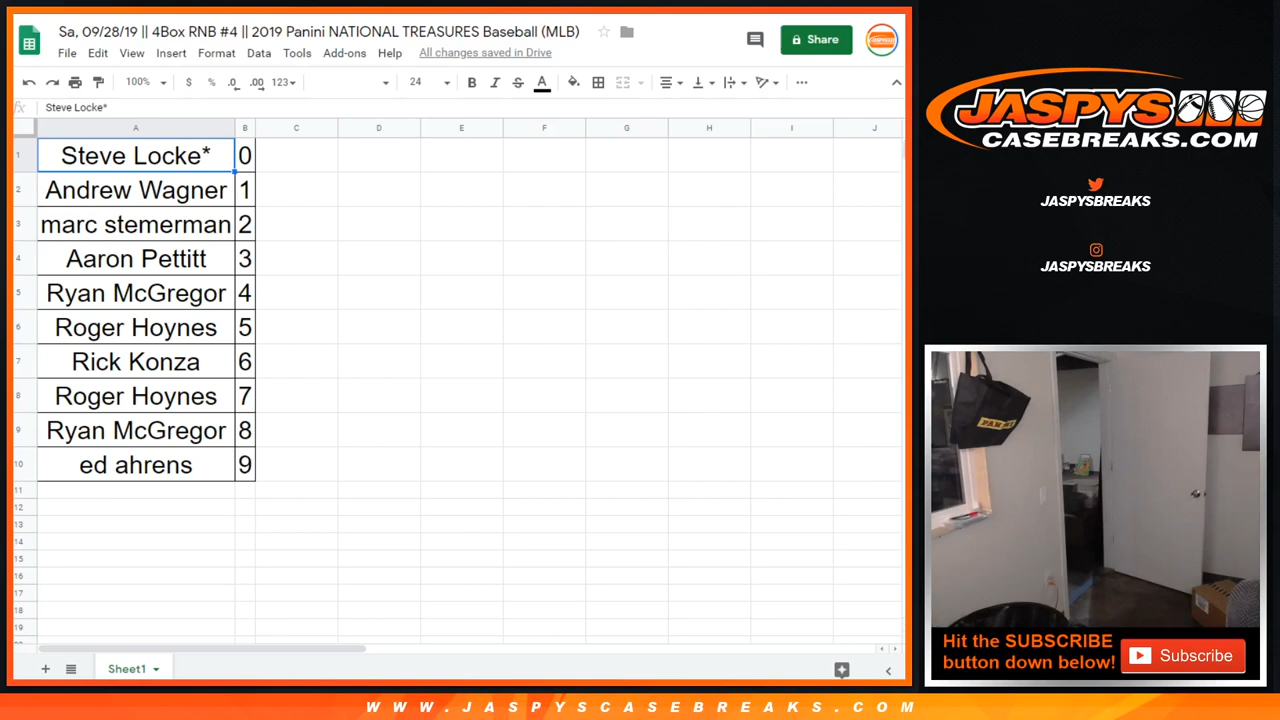 Sa, 09/28/19 || 4Box RNB #4 || 2019 Panini NATIONAL TREASURES Baseball (MLB)
Share
File Edit View Insert Format Data Tools Add-ons Help All changes saved in Drive
100% $ % .0 .00 123 24 B I S A
fx Steve Locke*
A B C D E F G H I J
1 Steve Locke* 0
2 Andrew Wagner 1
3 marc stemerman 2
4 Aaron Pettitt 3
5 Ryan McGregor 4
6 Roger Hoynes 5
7 Rick Konza 6
8 Roger Hoynes 7
9 Ryan McGregor 8
10 ed ahrens 9
11
12
13
14
15
16
17
18
19
Sheet1
JASPYS
CASEBREAKS.COM
JASPYSBREAKS
JASPYSBREAKS
PANINI
Hit the SUBSCRIBE
button down below!
Subscribe
WWW.JASPYSCASEBREAKS.COM